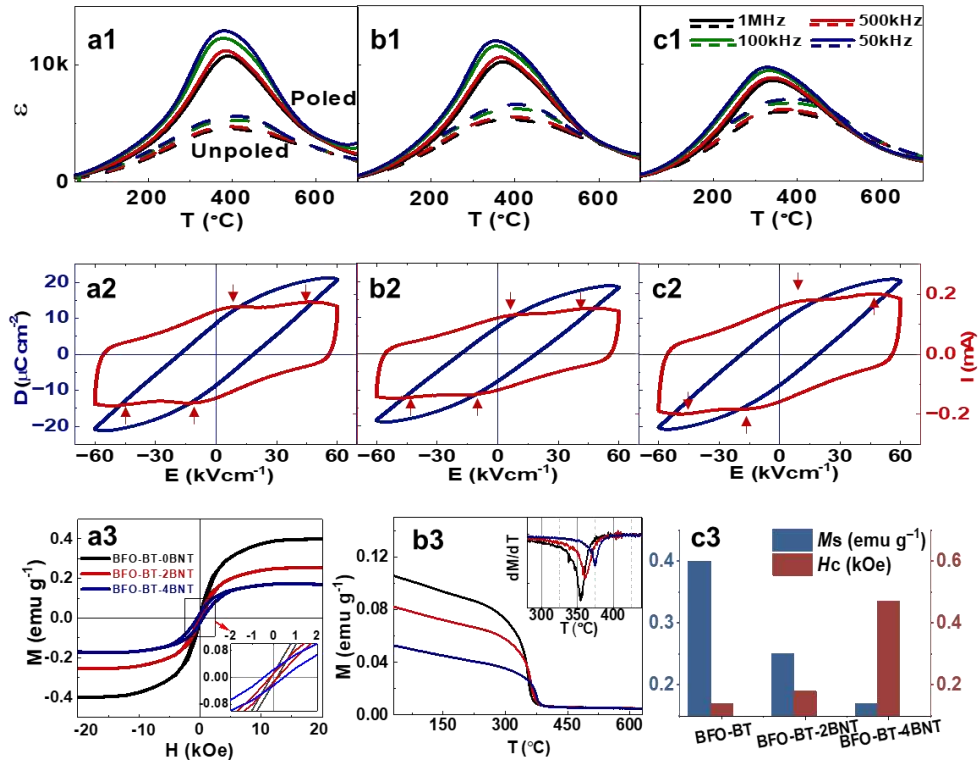 a1
b1
c1
1MHz
500kHz
100kHz
50kHz
10k
ε
Poled
Unpoled
0
200 400 600
200 400 600
200 400 600
T (°C)
T (°C)
T (°C)
a2
b2
c2
20
10
0
−10
−20
D(μCcm⁻²)
0.2
0.0
−0.2
I (mA)
−60 −30 0 30 60
−60 −30 0 30 60
−60 −30 0 30 60
E (kVcm⁻¹)
E (kVcm⁻¹)
E (kVcm⁻¹)
a3
BFO-BT-0BNT
BFO-BT-2BNT
BFO-BT-4BNT
0.4
0.2
0.0
-0.2
-0.4
M (emu g⁻¹)
-2 -1 0 1 2
0.08
0.00
-0.08
-20 -10 0 10 20
H (kOe)
b3
0.12
0.08
0.04
0.00
M (emu g⁻¹)
dM/dT
300 350 400
T (°C)
150 300 450 600
T (°C)
c3
Ms (emu g⁻¹)
Hc (kOe)
0.4
0.3
0.2
0.6
0.4
0.2
BFO-BT
BFO-BT-2BNT
BFO-BT-4BNT